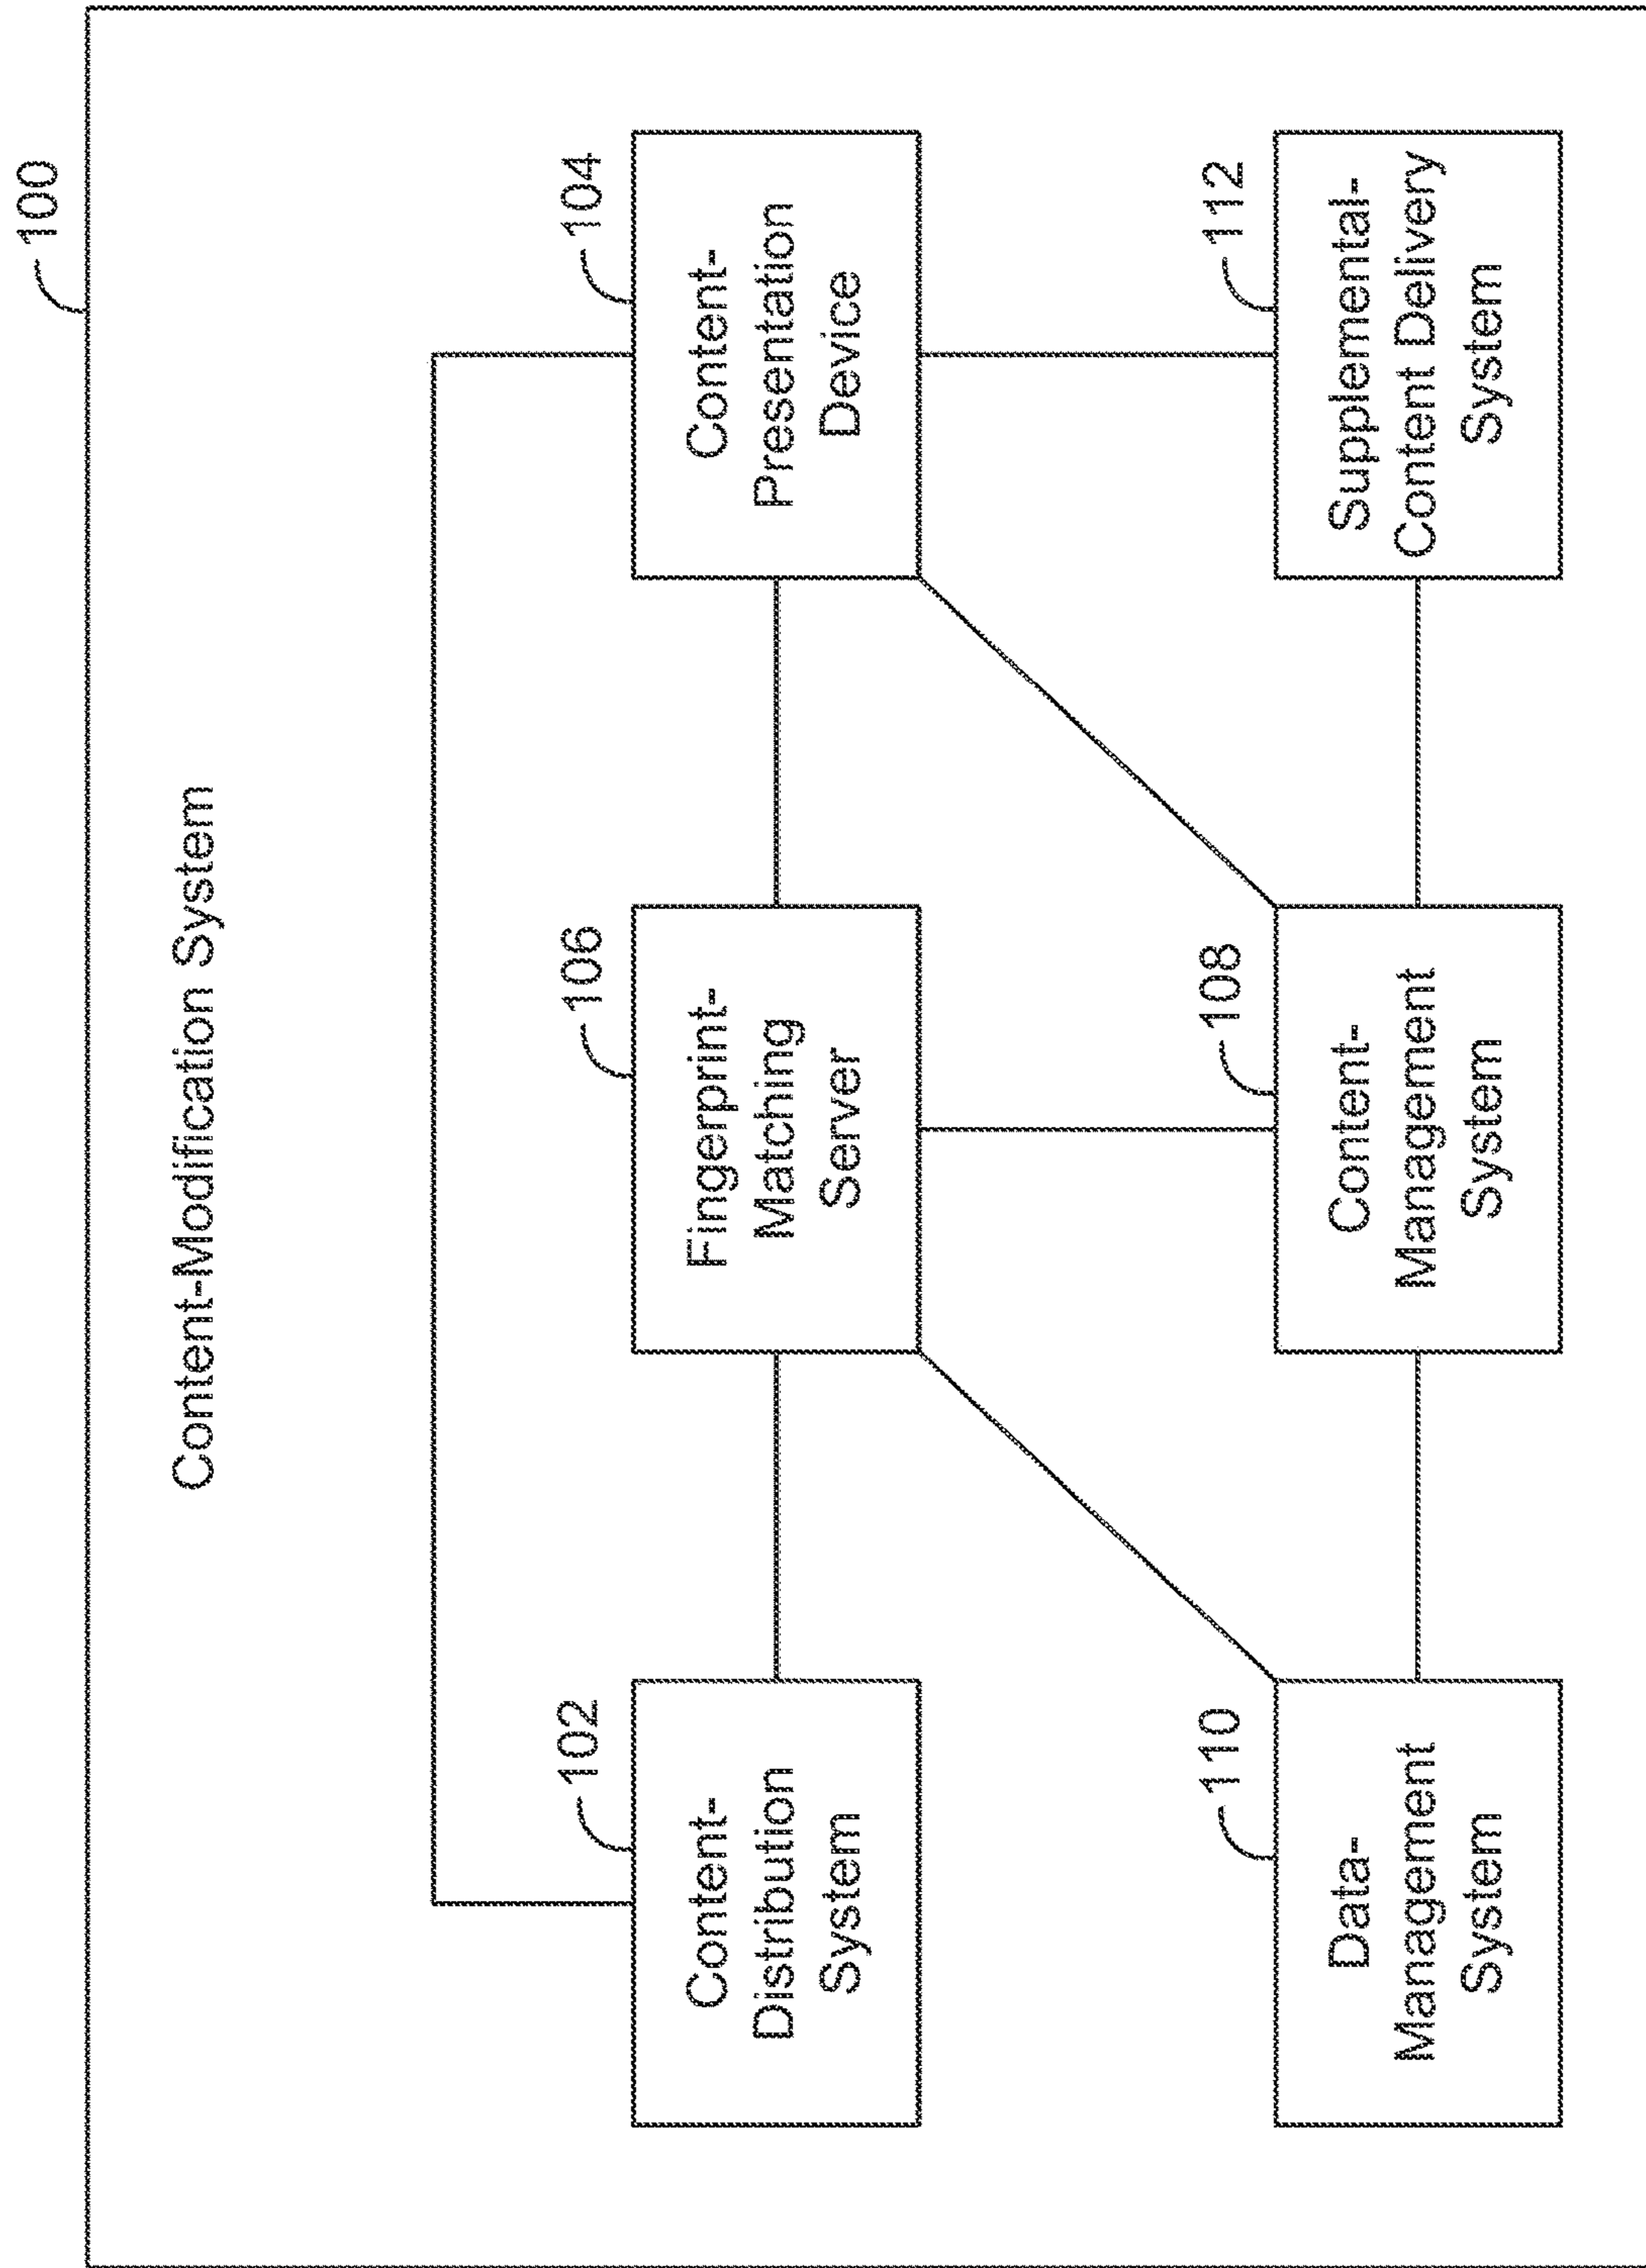 100
Content-Modification System
102
Content-
Distribution
System
106
Fingerprint-
Matching
Server
104
Content-
Presentation
Device
110
Data-
Management
System
108
Content-
Management
System
112
Supplemental-
Content Delivery
System